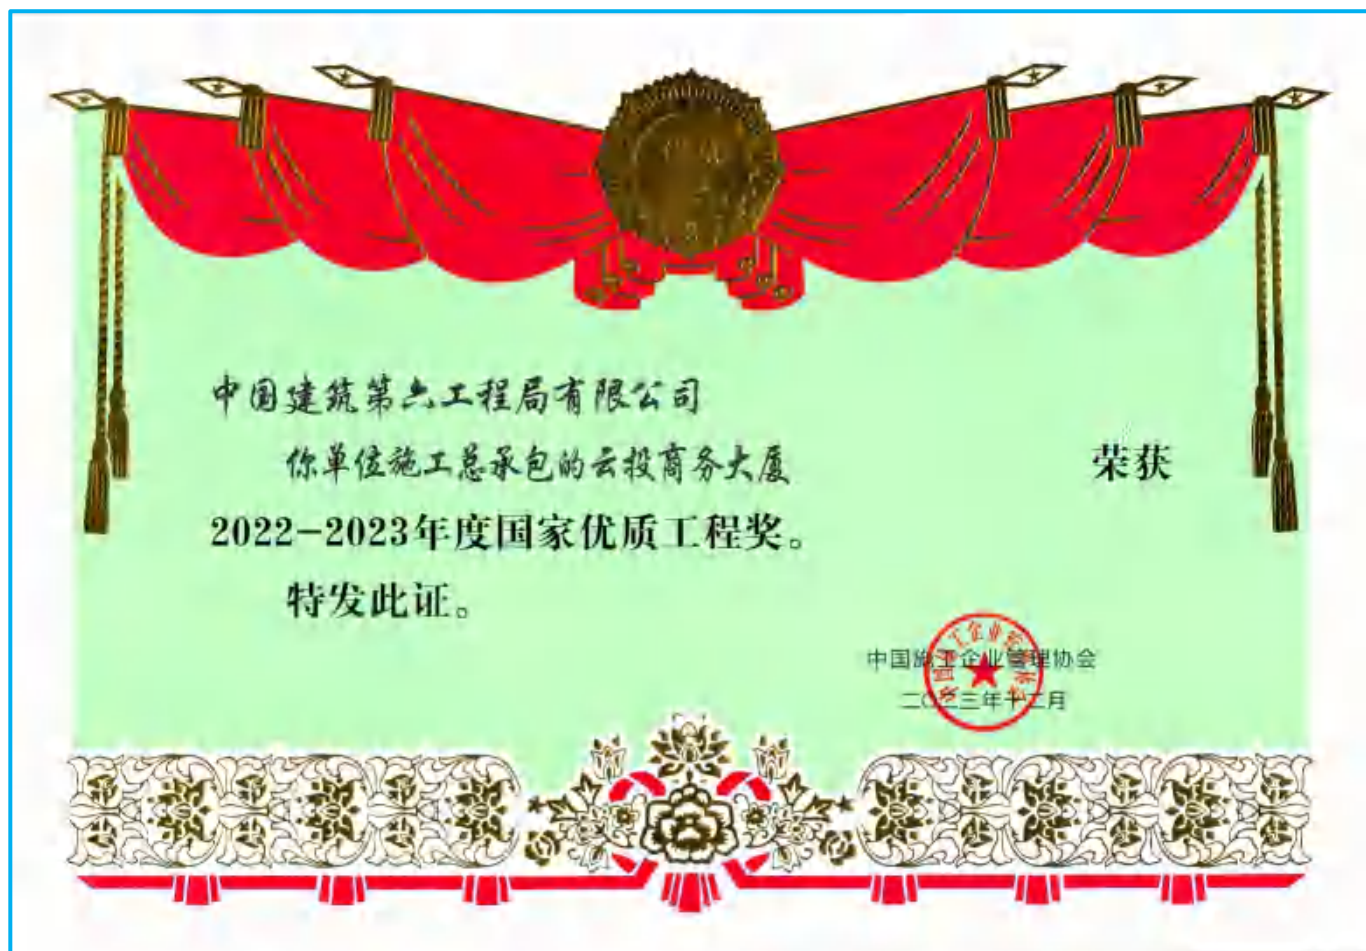 中国建筑第六工程局有限公司
你单位施工总承包的云投商务大厦 荣获
2022-2023年度国家优质工程奖。
特发此证。
中国施工企业管理协会
二〇二三年十二月